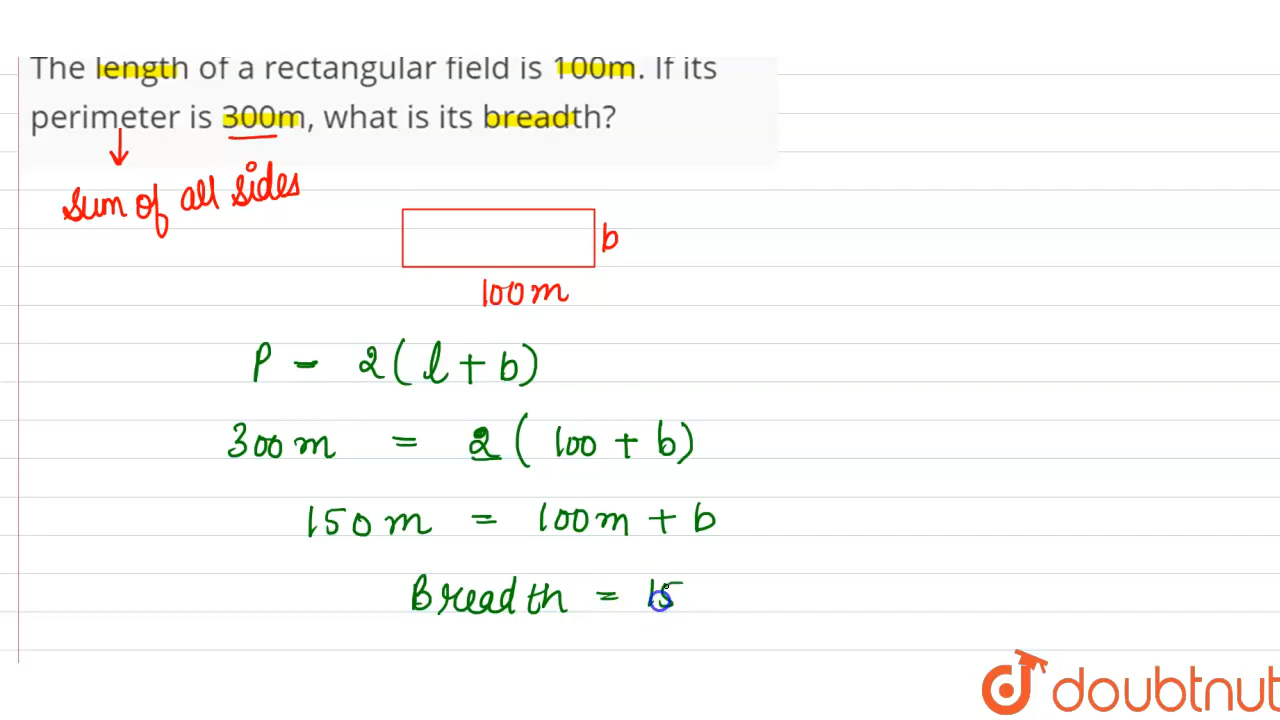 The length of a rectangular field is 100m. If its
perimeter is 300m, what is its breadth?
Sum of all sides
b
100m
P = 2(l+b)
300m = 2(100+b)
150m = 100m+b
Breadth = 15
doubtnut